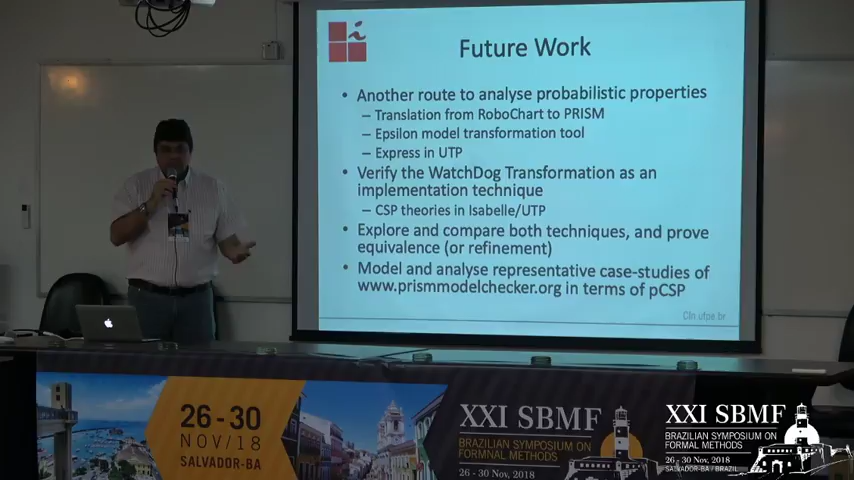 Future Work
• Another route to analyse probabilistic properties
– Translation from RoboChart to PRISM
– Epsilon model transformation tool
– Express in UTP
• Verify the WatchDog Transformation as an
implementation technique
– CSP theories in Isabelle/UTP
• Explore and compare both techniques, and prove
equivalence (or refinement)
• Model and analyse representative case-studies of
www.prismmodelchecker.org in terms of pCSP
CIn.ufpe.br
26-30
NOV/18
SALVADOR-BA
XXI SBMF
BRAZILIAN SYMPOSIUM ON
FORMNAL METHODS
26 - 30 Nov, 2018
XXI SBMF
BRAZILIAN SYMPOSIUM ON
FORMAL METHODS
26 - 30 Nov, 2018
SALVADOR-BA / BRAZIL